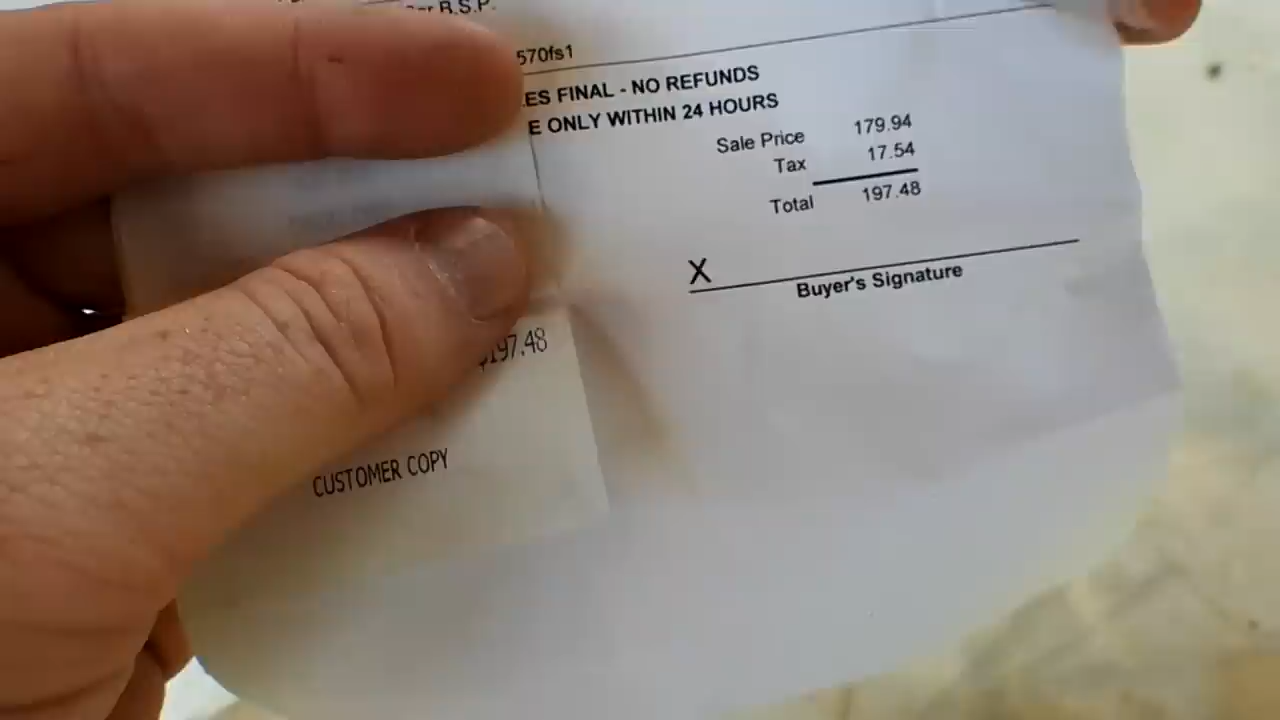 R.S.P.
570fs1
FINAL - NO REFUNDS
ONLY WITHIN 24 HOURS
Sale Price 179.94
Tax 17.54
Total 197.48
X
Buyer's Signature
$197.48
CUSTOMER COPY